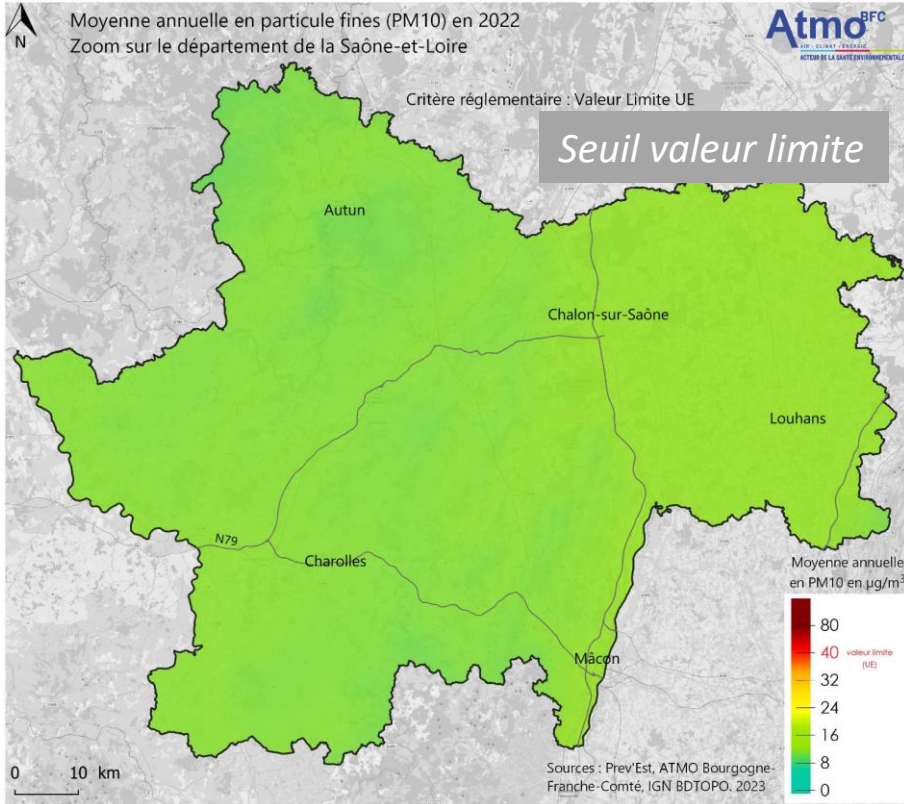 Moyenne annuelle en particule fines (PM10) en 2022
Zoom sur le département de la Saône-et-Loire
N
Atmo BFC
AIR - CLIMAT - ENERGIE
ACTEUR DE LA SANTÉ ENVIRONNEMENTALE
Critère réglementaire : Valeur Limite UE
Seuil valeur limite
Autun
Chalon-sur-Saône
Louhans
N79
Charolles
Mâcon
Moyenne annuelle
en PM10 en µg/m³
80
40 valeur limite
(UE)
32
24
16
8
0
0 10 km
Sources : Prev'Est, ATMO Bourgogne-
Franche-Comté, IGN BDTOPO. 2023